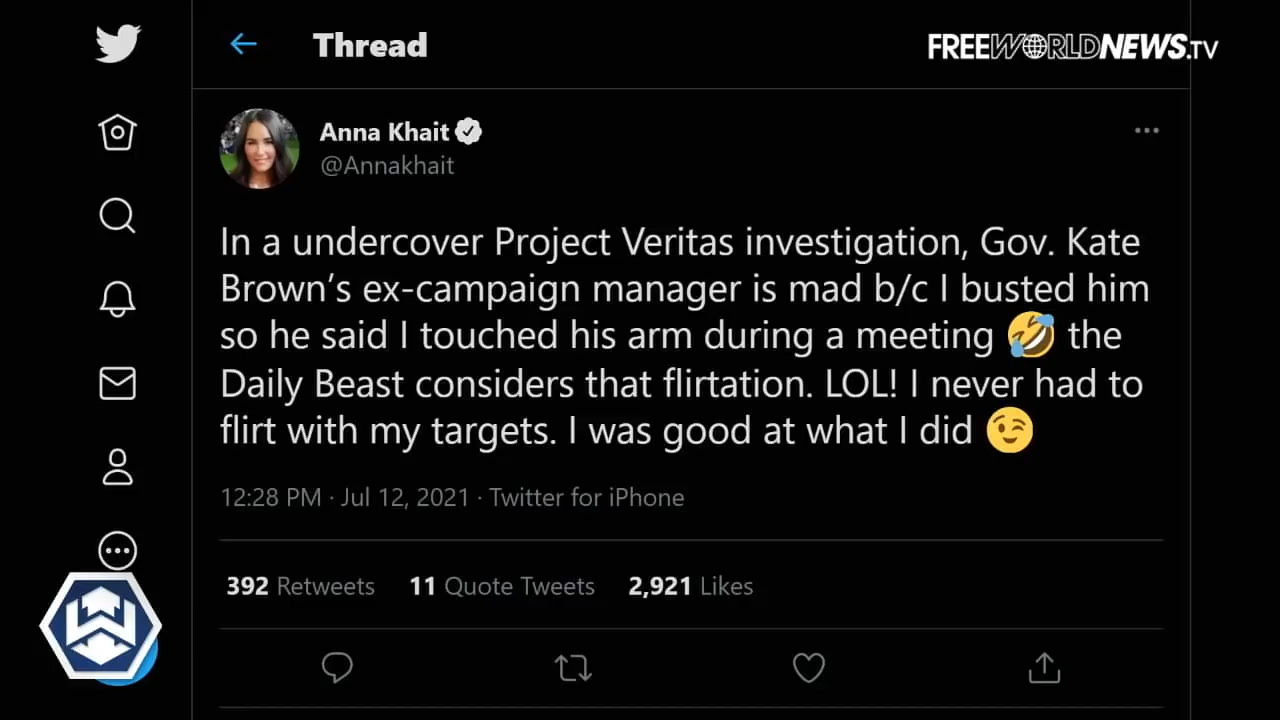 Thread
FREEWORLDNEWS.TV
Anna Khait
@Annakhait
In a undercover Project Veritas investigation, Gov. Kate
Brown’s ex-campaign manager is mad b/c I busted him
so he said I touched his arm during a meeting 🤣 the
Daily Beast considers that flirtation. LOL! I never had to
flirt with my targets. I was good at what I did 😉
12:28 PM · Jul 12, 2021 · Twitter for iPhone
392 Retweets 11 Quote Tweets 2,921 Likes